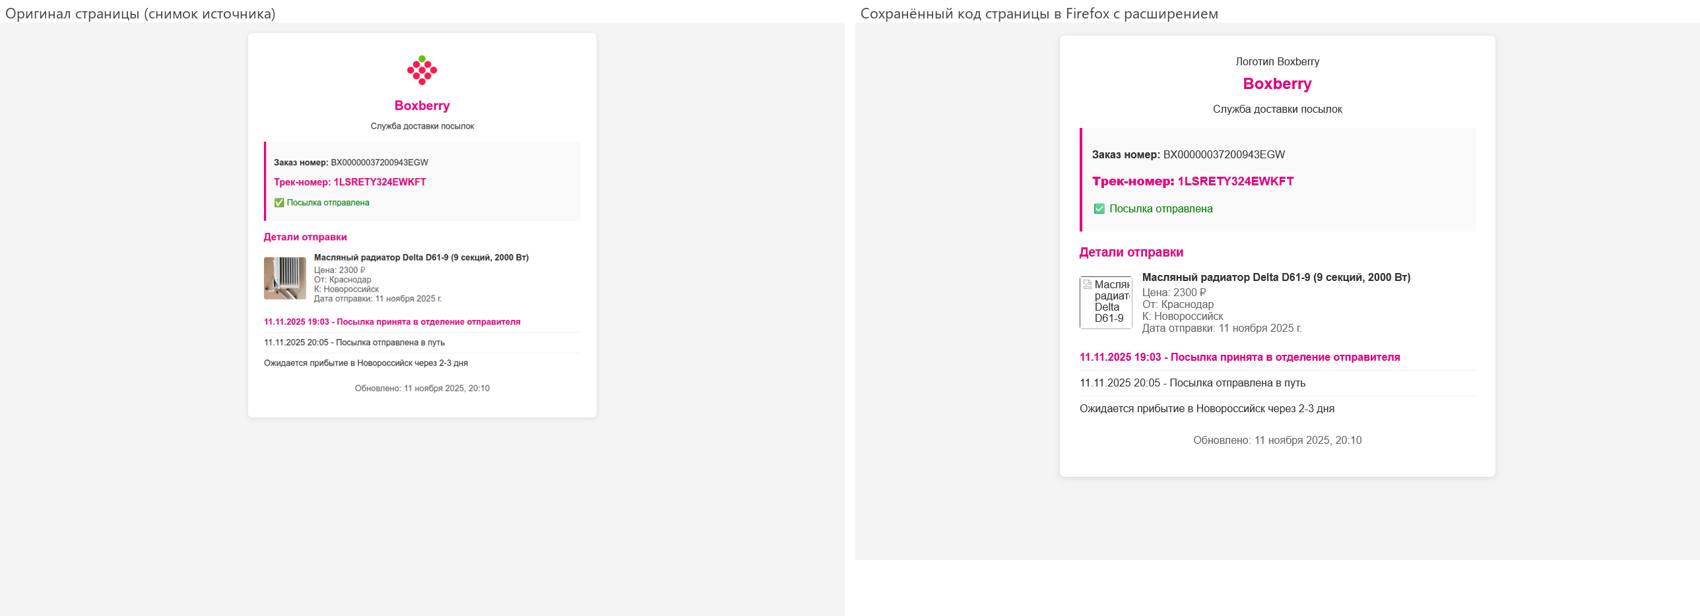 Оригинал страницы (снимок источника)
Boxberry
Служба доставки посылок
Заказ номер: BX00000037200943EGW
Трек-номер: 1LSRETY324EWKFT
✅ Посылка отправлена
Детали отправки
Масляный радиатор Delta D61-9 (9 секций, 2000 Вт)
Цена: 2300 ₽
От: Краснодар
К: Новороссийск
Дата отправки: 11 ноября 2025 г.
11.11.2025 19:03 - Посылка принята в отделение отправителя
11.11.2025 20:05 - Посылка отправлена в путь
Ожидается прибытие в Новороссийск через 2-3 дня
Обновлено: 11 ноября 2025, 20:10
Сохранённый код страницы в Firefox с расширением
Логотип Boxberry
Boxberry
Служба доставки посылок
Заказ номер: BX00000037200943EGW
Трек-номер: 1LSRETY324EWKFT
✅ Посылка отправлена
Детали отправки
Маслян
радиат
Delta
D61-9
Масляный радиатор Delta D61-9 (9 секций, 2000 Вт)
Цена: 2300 ₽
От: Краснодар
К: Новороссийск
Дата отправки: 11 ноября 2025 г.
11.11.2025 19:03 - Посылка принята в отделение отправителя
11.11.2025 20:05 - Посылка отправлена в путь
Ожидается прибытие в Новороссийск через 2-3 дня
Обновлено: 11 ноября 2025, 20:10